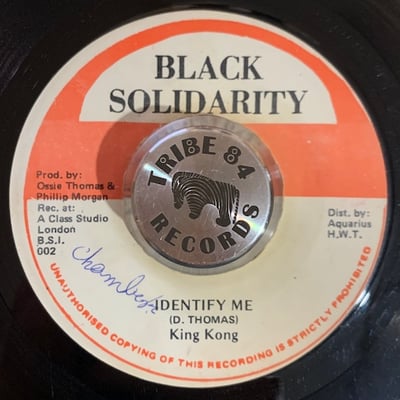 BLACK
SOLIDARITY
TRIBE 84
RECORDS
Prod. by:
Ossie Thomas &
Phillip Morgan
Rec. at:
A Class Studio
London
B.S.I.
002
Dist. by:
Aquarius
H.W.T.
Chambers
IDENTIFY ME
(D. THOMAS)
King Kong
UNAUTHORISED COPYING OF THIS RECORDING IS STRICTLY PROHIBITED